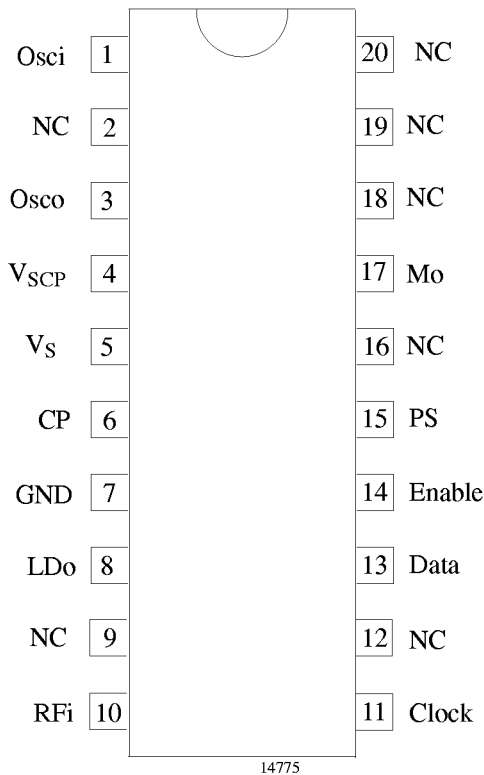 Osci 1 20 NC
NC 2 19 NC
Osco 3 18 NC
VSCP 4 17 Mo
VS 5 16 NC
CP 6 15 PS
GND 7 14 Enable
LDo 8 13 Data
NC 9 12 NC
RFi 10 11 Clock
14775